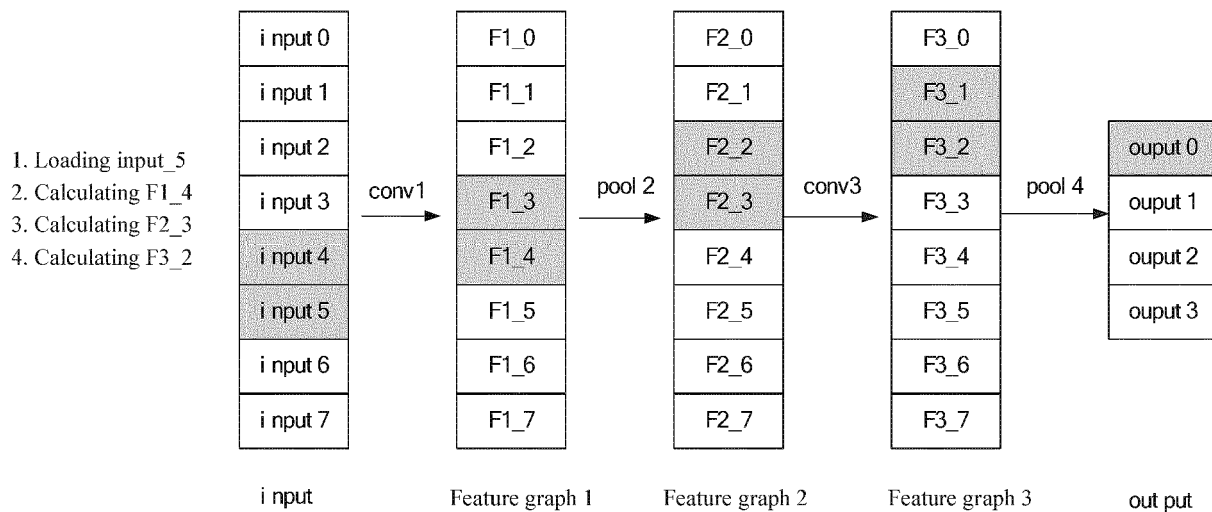 1. Loading input_5
2. Calculating F1_4
3. Calculating F2_3
4. Calculating F3_2
i nput 0
i nput 1
i nput 2
i nput 3
i nput 4
i nput 5
i nput 6
i nput 7
i nput
conv1
F1_0
F1_1
F1_2
F1_3
F1_4
F1_5
F1_6
F1_7
Feature graph 1
pool 2
F2_0
F2_1
F2_2
F2_3
F2_4
F2_5
F2_6
F2_7
Feature graph 2
conv3
F3_0
F3_1
F3_2
F3_3
F3_4
F3_5
F3_6
F3_7
Feature graph 3
pool 4
ouput 0
ouput 1
ouput 2
ouput 3
out put